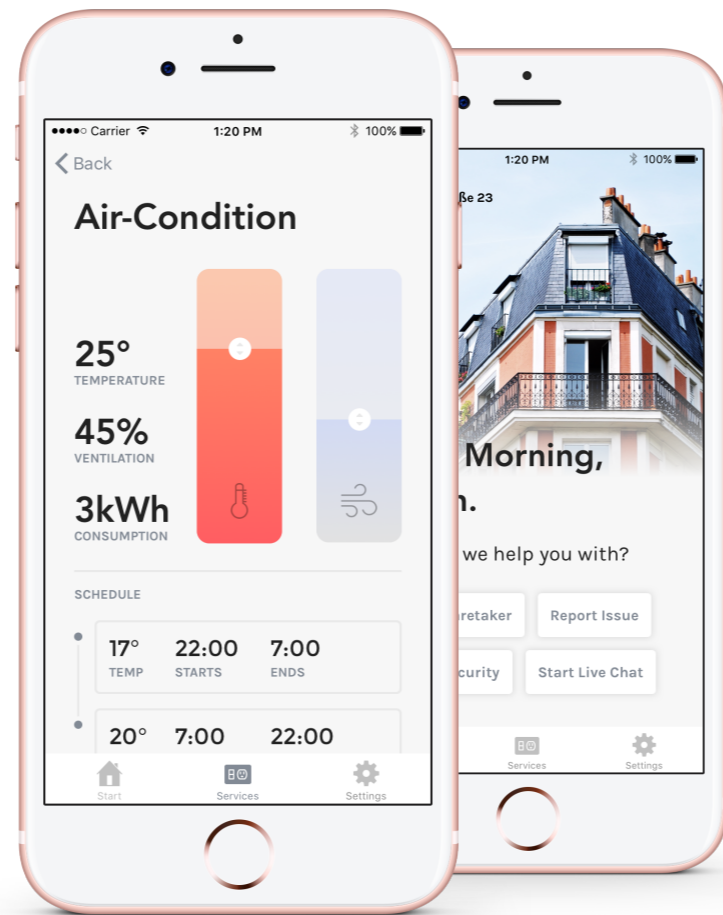 Carrier 1:20 PM 100%
Back
Air-Condition
25°
TEMPERATURE
45%
VENTILATION
3kWh
CONSUMPTION
SCHEDULE
17° 22:00 7:00
TEMP STARTS ENDS
20° 7:00 22:00
Start Services Settings
1:20 PM 100%
ße 23
Morning,
n.
we help you with?
retaker Report Issue
curity Start Live Chat
Services Settings